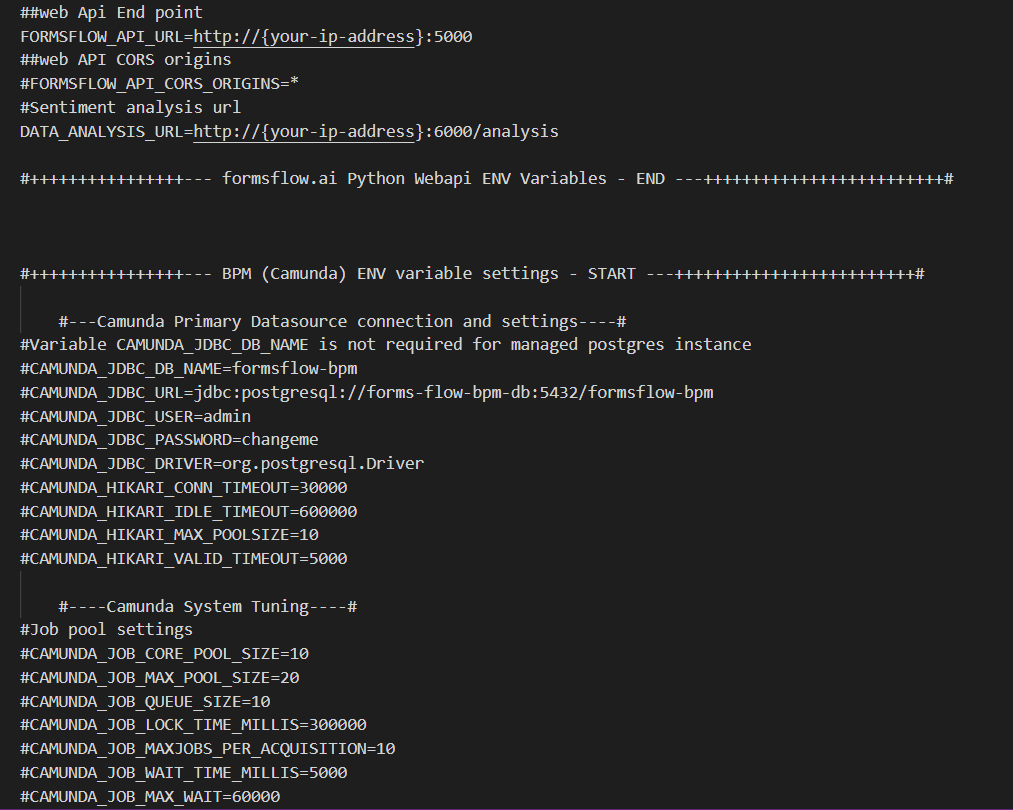 ##web Api End point
FORMSFLOW_API_URL=http://{your-ip-address}:5000
##web API CORS origins
#FORMSFLOW_API_CORS_ORIGINS=*
#Sentiment analysis url
DATA_ANALYSIS_URL=http://{your-ip-address}:6000/analysis
#++++++++++++++++--- formsflow.ai Python Webapi ENV Variables - END ---+++++++++++++++++++++++++#
#++++++++++++++++--- BPM (Camunda) ENV variable settings - START ---+++++++++++++++++++++++++#
#---Camunda Primary Datasource connection and settings----#
#Variable CAMUNDA_JDBC_DB_NAME is not required for managed postgres instance
#CAMUNDA_JDBC_DB_NAME=formsflow-bpm
#CAMUNDA_JDBC_URL=jdbc:postgresql://forms-flow-bpm-db:5432/formsflow-bpm
#CAMUNDA_JDBC_USER=admin
#CAMUNDA_JDBC_PASSWORD=changeme
#CAMUNDA_JDBC_DRIVER=org.postgresql.Driver
#CAMUNDA_HIKARI_CONN_TIMEOUT=30000
#CAMUNDA_HIKARI_IDLE_TIMEOUT=600000
#CAMUNDA_HIKARI_MAX_POOLSIZE=10
#CAMUNDA_HIKARI_VALID_TIMEOUT=5000
#----Camunda System Tuning----#
#Job pool settings
#CAMUNDA_JOB_CORE_POOL_SIZE=10
#CAMUNDA_JOB_MAX_POOL_SIZE=20
#CAMUNDA_JOB_QUEUE_SIZE=10
#CAMUNDA_JOB_LOCK_TIME_MILLIS=300000
#CAMUNDA_JOB_MAXJOBS_PER_ACQUISITION=10
#CAMUNDA_JOB_WAIT_TIME_MILLIS=5000
#CAMUNDA_JOB_MAX_WAIT=60000